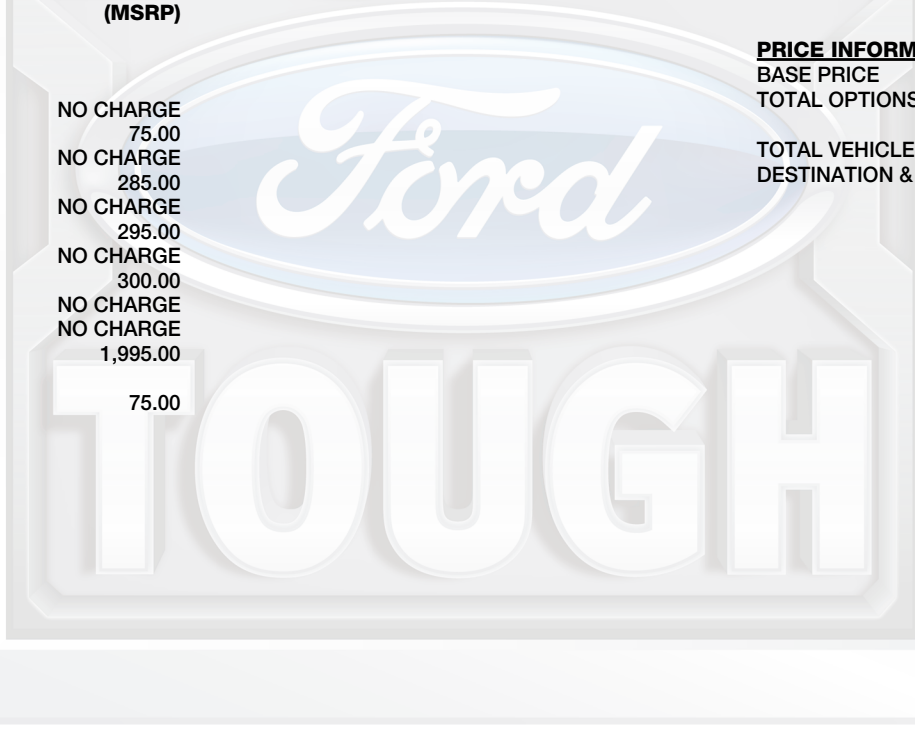 (MSRP)
NO CHARGE
75.00
NO CHARGE
285.00
NO CHARGE
295.00
NO CHARGE
300.00
NO CHARGE
NO CHARGE
1,995.00
75.00
PRICE INFORM
BASE PRICE
TOTAL OPTIONS
TOTAL VEHICLE
DESTINATION &
Ford
TOUGH